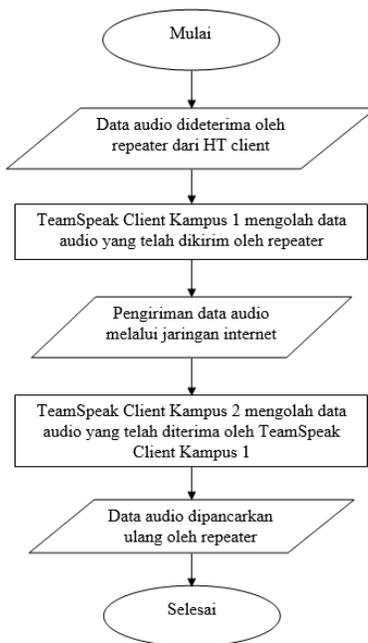 Mulai
Data audio dideterima oleh
repeater dari HT client
TeamSpeak Client Kampus 1 mengolah data
audio yang telah dikirim oleh repeater
Pengiriman data audio
melalui jaringan internet
TeamSpeak Client Kampus 2 mengolah data
audio yang telah diterima oleh TeamSpeak
Client Kampus 1
Data audio dipancarkan
ulang oleh repeater
Selesai